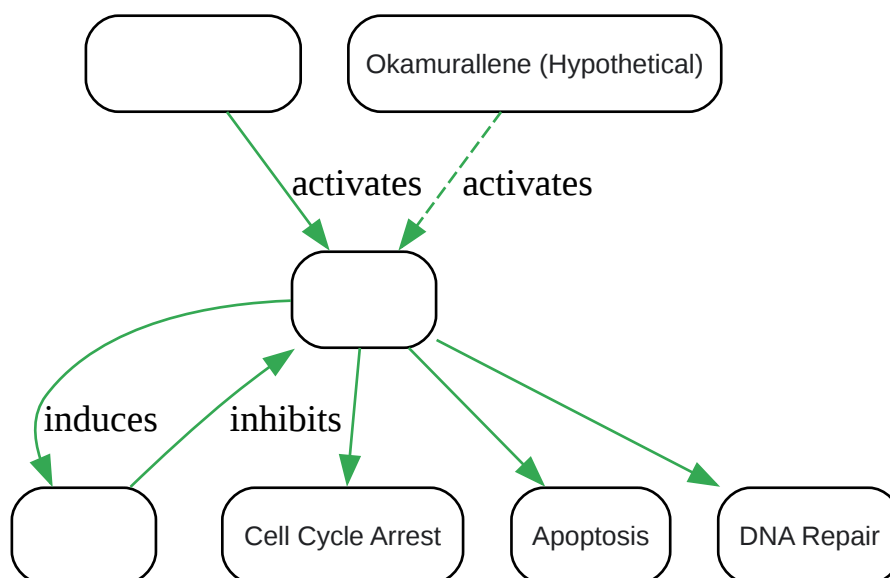 Okamurallene (Hypothetical)
activates
activates
induces
inhibits
Cell Cycle Arrest
Apoptosis
DNA Repair